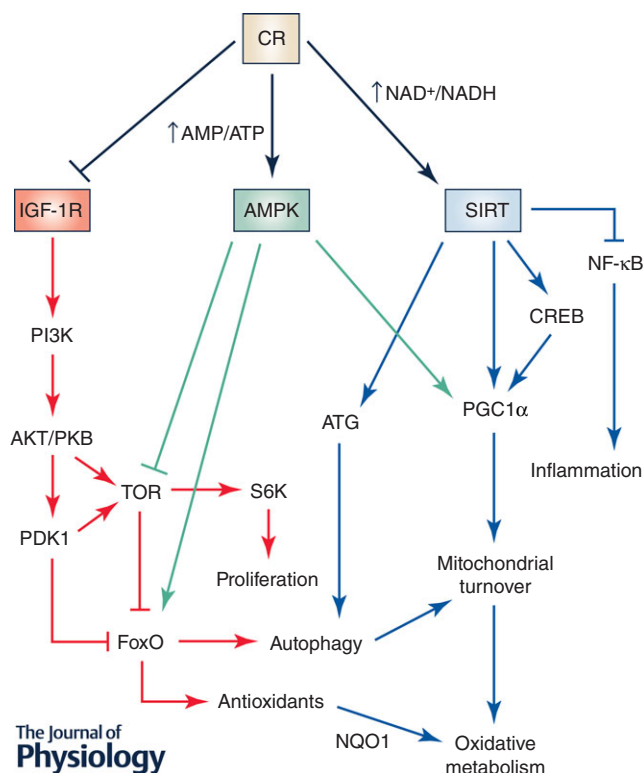 CR
↑NAD⁺/NADH
↑AMP/ATP
IGF-1R
AMPK
SIRT
NF-κB
CREB
PI3K
ATG
PGC1α
AKT/PKB
Inflammation
TOR
S6K
PDK1
Mitochondrial
turnover
Proliferation
FoxO
Autophagy
Antioxidants
NQO1
Oxidative
metabolism
The Journal of
Physiology